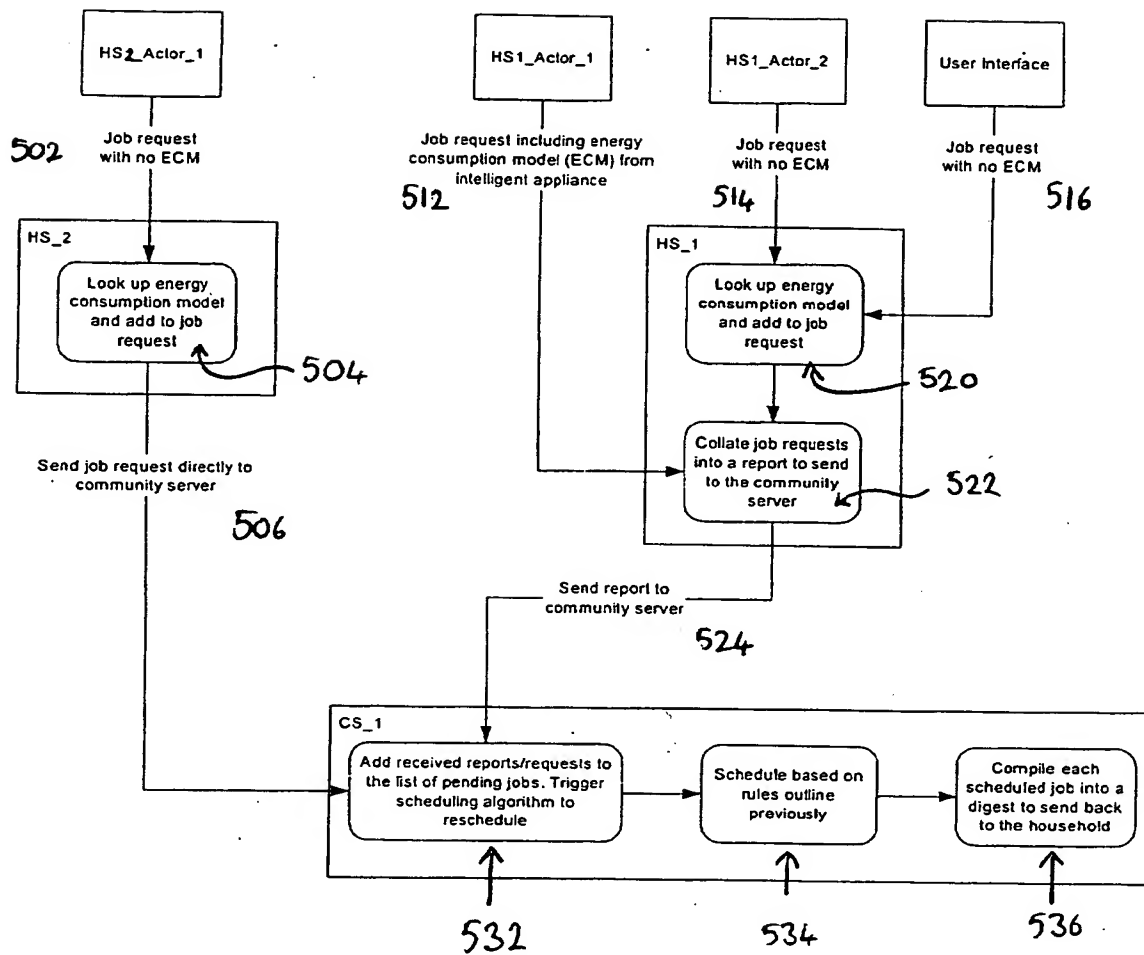 HS2_Actor_1
HS1_Actor_1
HS1_Actor_2
User Interface
502
Job request
with no ECM
Job request including energy
consumption model (ECM) from
intelligent appliance
512
Job request
with no ECM
514
Job request
with no ECM
516
HS_2
Look up energy
consumption model
and add to job
request
504
HS_1
Look up energy
consumption model
and add to job
request
520
Collate job requests
into a report to send
to the community
server
522
Send job request directly to
community server
506
Send report to
community server
524
CS_1
Add received reports/requests to
the list of pending jobs. Trigger
scheduling algorithm to
reschedule
Schedule based on
rules outline
previously
Compile each
scheduled job into a
digest to send back
to the household
532
534
536